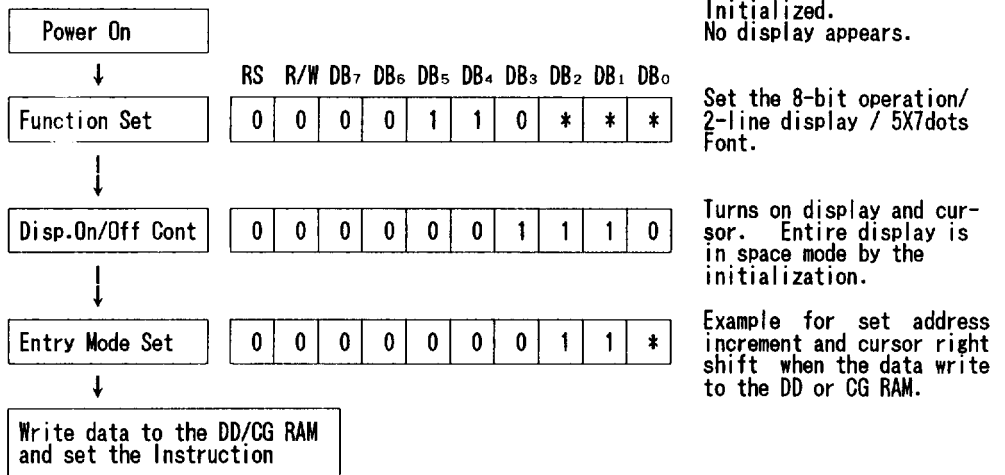 Initialized.
Power On
No display appears.
RS R/W DB₇ DB₆ DB₅ DB₄ DB₃ DB₂ DB₁ DB₀
Function Set
0 0 0 0 1 1 0 * * *
Set the 8-bit operation/
2-line display / 5X7dots
Font.
Disp.On/Off Cont
0 0 0 0 0 0 1 1 1 0
Turns on display and cur-
sor. Entire display is
in space mode by the
initialization.
Entry Mode Set
0 0 0 0 0 0 0 1 1 *
Example for set address
increment and cursor right
shift when the data write
to the DD or CG RAM.
Write data to the DD/CG RAM
and set the Instruction